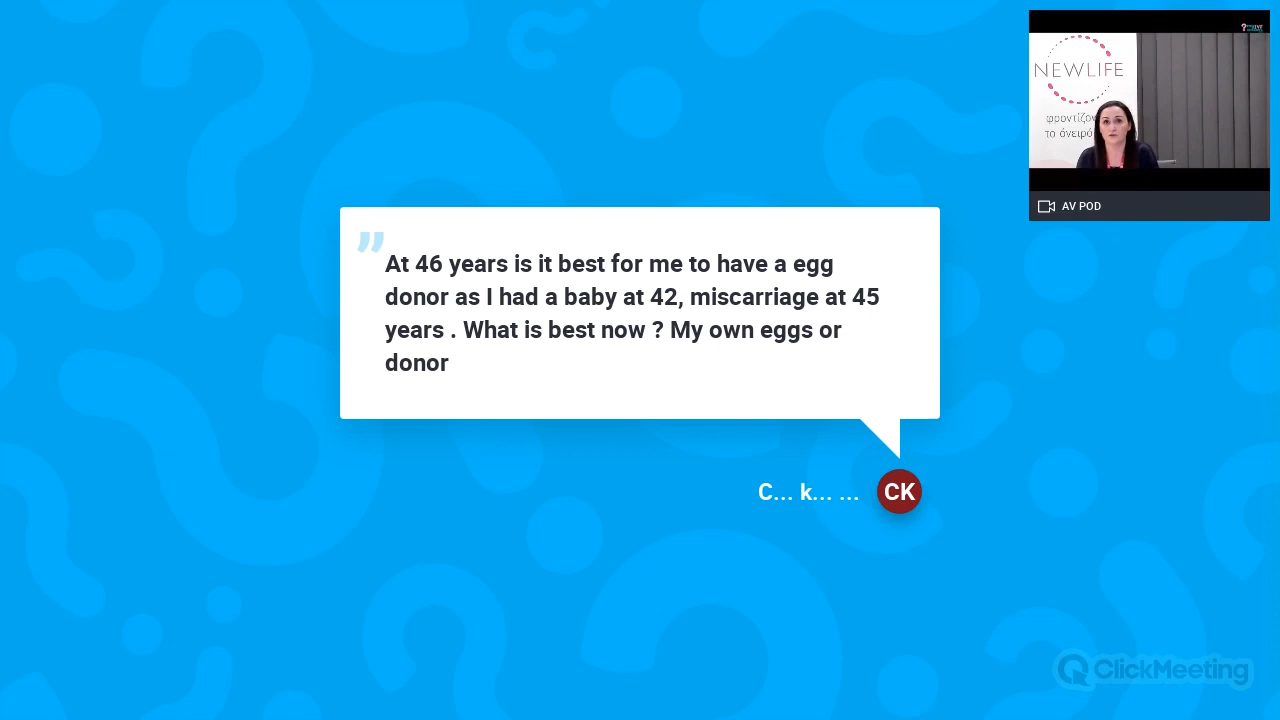 At 46 years is it best for me to have a egg
donor as I had a baby at 42, miscarriage at 45
years . What is best now ? My own eggs or
donor
C... k... ...
CK
NEWLIFE
AV POD
ClickMeeting